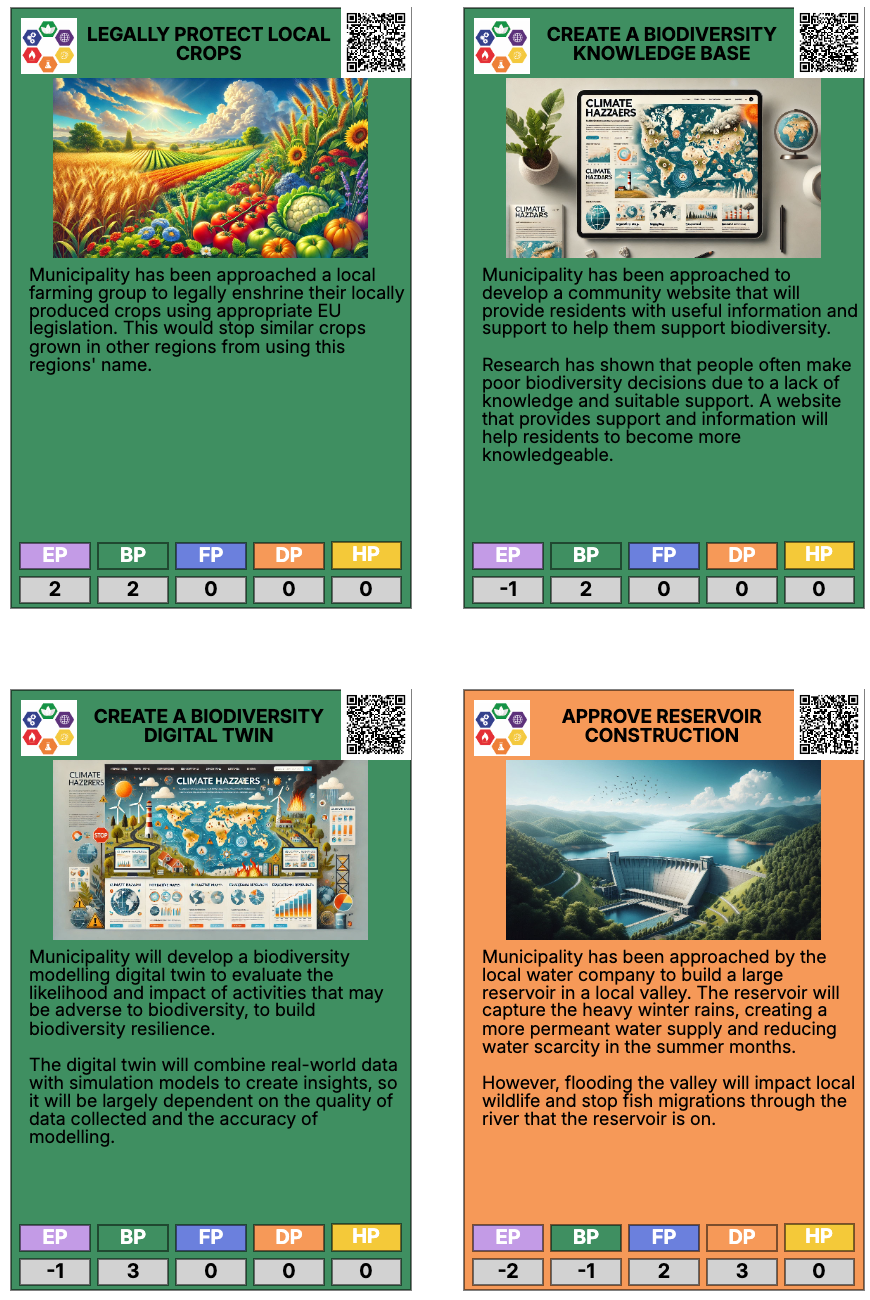 LEGALLY PROTECT LOCAL
CROPS
Municipality has been approached a local
farming group to legally enshrine their locally
produced crops using appropriate EU
legislation. This would stop similar crops
grown in other regions from using this
regions' name.
EP BP FP DP HP
2 2 0 0 0
CREATE A BIODIVERSITY
KNOWLEDGE BASE
CLIMATE
HAZZAERS
CLIMATE
Municipality has been approached to
develop a community website that will
provide residents with useful information and
support to help them support biodiversity.
Research has shown that people often make
poor biodiversity decisions due to a lack of
knowledge and suitable support. A website
that provides support and information will
help residents to become more
knowledgeable.
EP BP FP DP HP
-1 2 0 0 0
CREATE A BIODIVERSITY
DIGITAL TWIN
CLIMATE
CLIMATE HAZZAERS
STOP
Municipality will develop a biodiversity
modelling digital twin to evaluate the
likelihood and impact of activities that may
be adverse to biodiversity, to build
biodiversity resilience.
The digital twin will combine real-world data
with simulation models to create insights, so
it will be largely dependent on the quality of
data collected and the accuracy of
modelling.
EP BP FP DP HP
-1 3 0 0 0
APPROVE RESERVOIR
CONSTRUCTION
Municipality has been approached by the
local water company to build a large
reservoir in a local valley. The reservoir will
capture the heavy winter rains, creating a
more permeant water supply and reducing
water scarcity in the summer months.
However, flooding the valley will impact local
wildlife and stop fish migrations through the
river that the reservoir is on.
EP BP FP DP HP
-2 -1 2 3 0